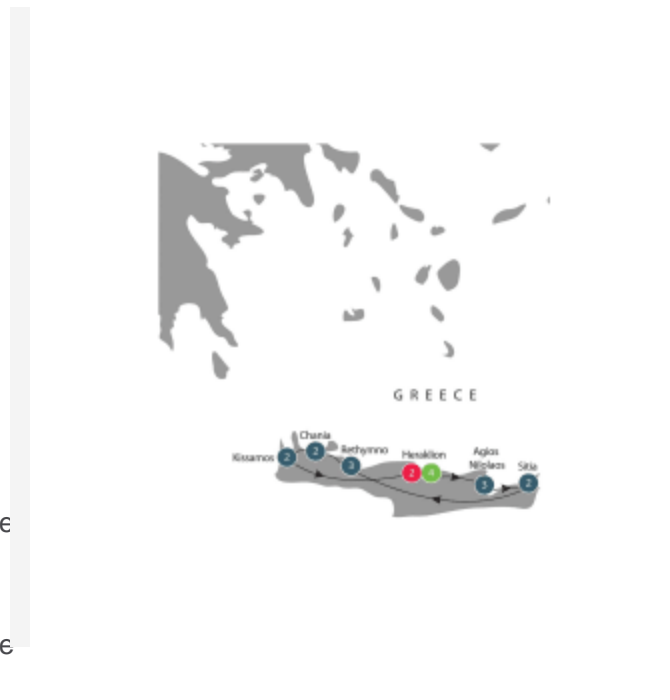 GREECE
Chania
Kissamos
Rethymno
Heraklion
Agios
Nikolaos
Sitia
2
2
3
2
4
3
2
e
e